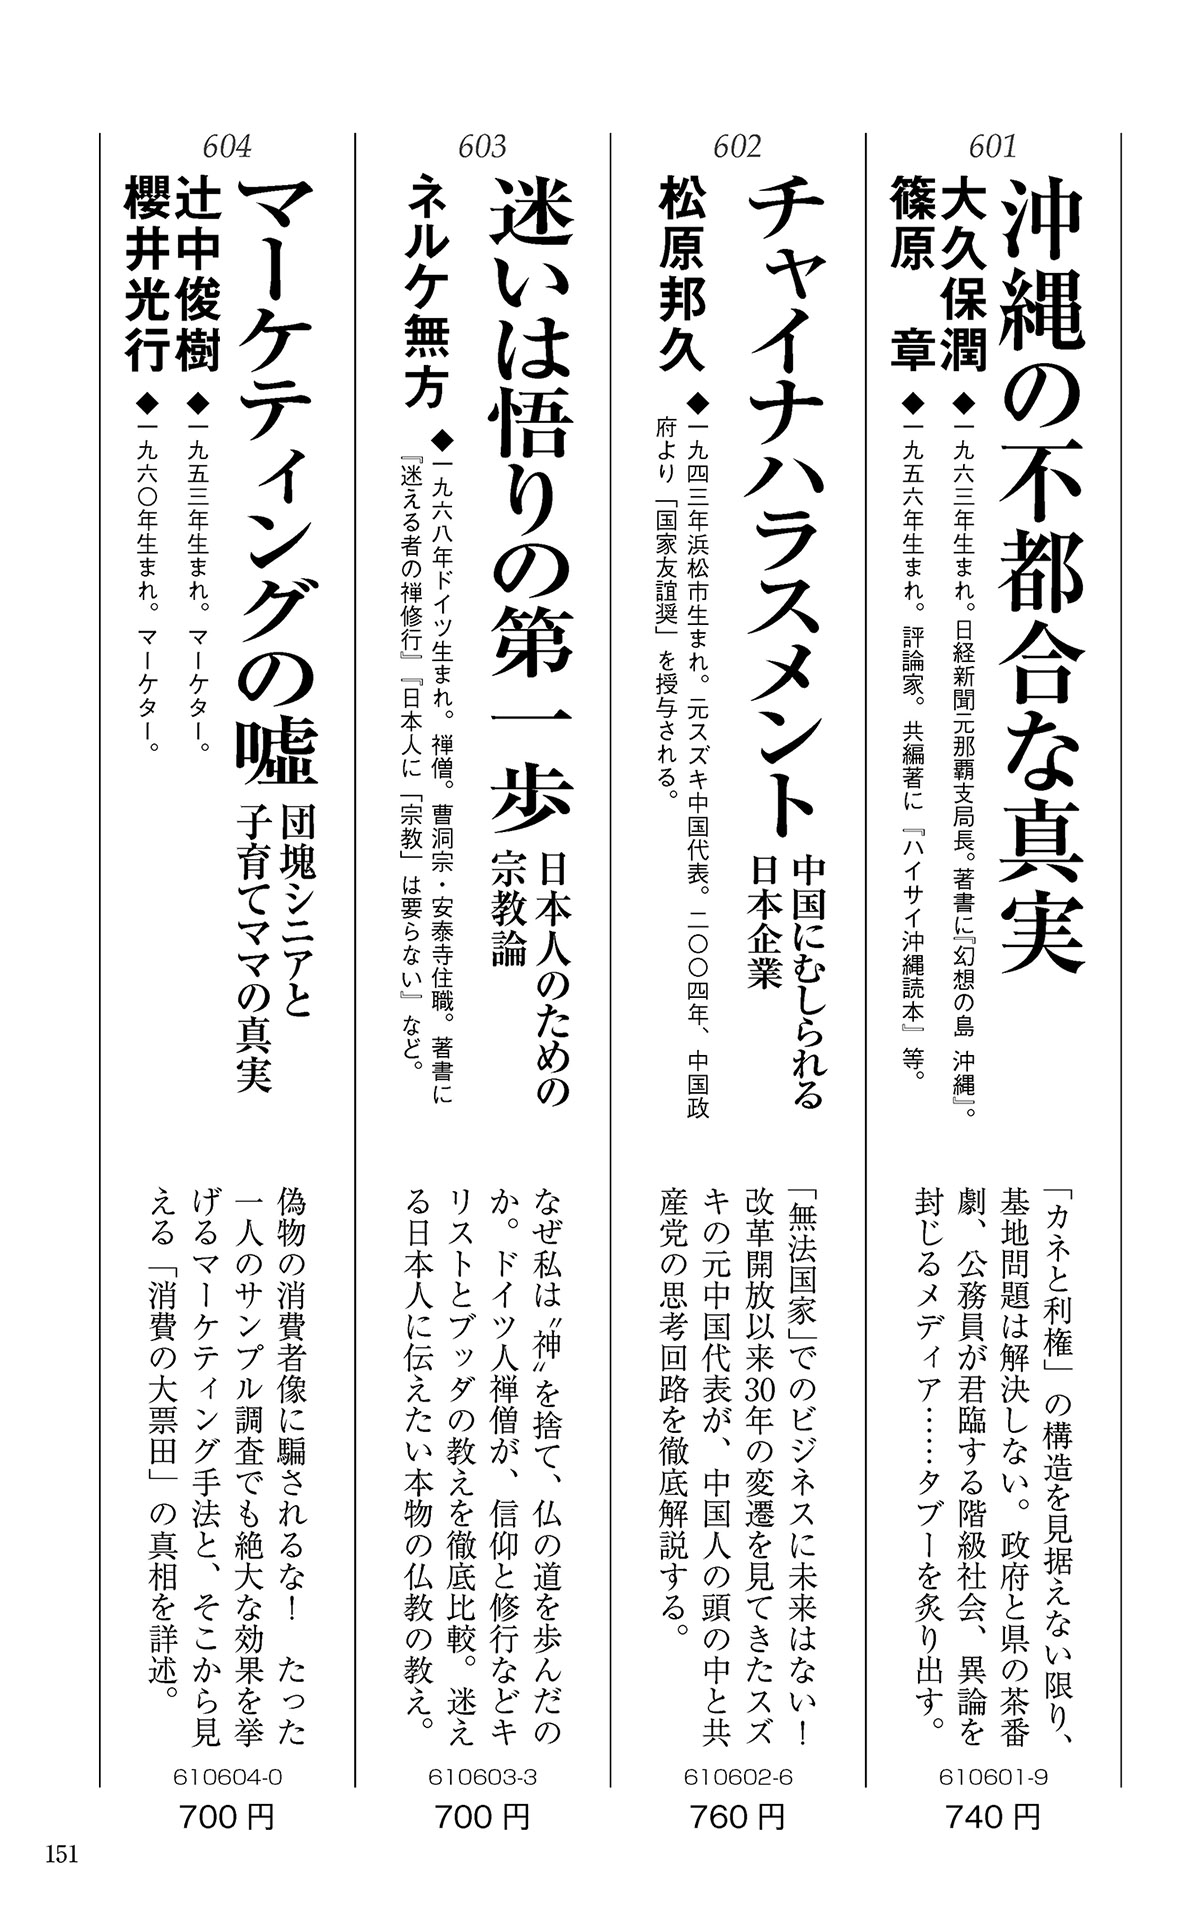 601
沖縄の不都合な真実
大久保潤
◆一九六三年生まれ。日経新聞元那覇支局長。著書に『幻想の島 沖縄』。
篠原 章
◆一九五六年生まれ。評論家。共編著に『ハイサイ沖縄読本』等。
「カネと利権」の構造を見据えない限り、
基地問題は解決しない。政府と県の茶番
劇、公務員が君臨する階級社会、異論を
封じるメディア……タブーを炙り出す。
610601-9
740円
602
チャイナハラスメント
中国にむしられる
日本企業
松原邦久
◆一九四三年浜松市生まれ。元スズキ中国代表。二〇〇四年、中国政
府より「国家友誼奨」を授与される。
「無法国家」でのビジネスに未来はない！
改革開放以来30年の変遷を見てきたスズ
キの元中国代表が、中国人の頭の中と共
産党の思考回路を徹底解説する。
610602-6
760円
603
迷いは悟りの第一歩
日本人のための
宗教論
ネルケ無方
◆一九六八年ドイツ生まれ。禅僧。曹洞宗・安泰寺住職。著書に
『迷える者の禅修行』『日本人に「宗教」は要らない』など。
なぜ私は〝神〟を捨て、仏の道を歩んだの
か。ドイツ人禅僧が、信仰と修行などキ
リストとブッダの教えを徹底比較。迷え
る日本人に伝えたい本物の仏教の教え。
610603-3
700円
604
マーケティングの嘘
団塊シニアと
子育てママの真実
辻中俊樹
◆一九五三年生まれ。マーケター。
櫻井光行
◆一九六〇年生まれ。マーケター。
偽物の消費者像に騙されるな！ たった
一人のサンプル調査でも絶大な効果を挙
げるマーケティング手法と、そこから見
える「消費の大票田」の真相を詳述。
610604-0
700円
151